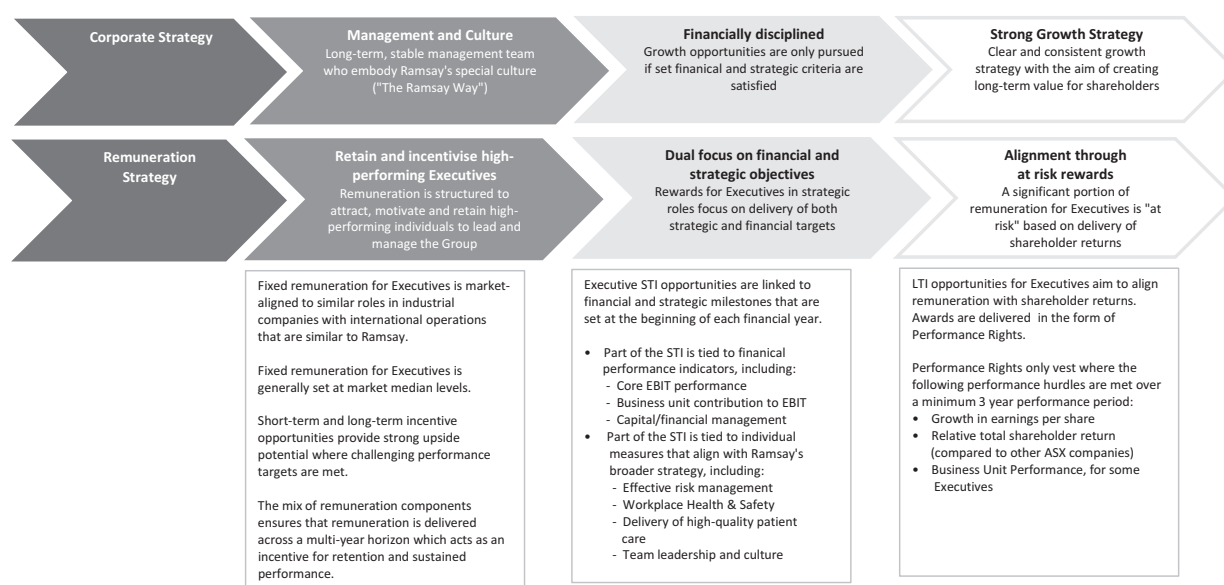 Corporate Strategy
Management and Culture
Long-term, stable management team
who embody Ramsay's special culture
("The Ramsay Way")
Financially disciplined
Growth opportunities are only pursued
if set finanical and strategic criteria are
satisfied
Strong Growth Strategy
Clear and consistent growth
strategy with the aim of creating
long-term value for shareholders
Remuneration
Strategy
Retain and incentivise high-
performing Executives
Remuneration is structured to
attract, motivate and retain high-
performing individuals to lead and
manage the Group
Dual focus on financial and
strategic objectives
Rewards for Executives in strategic
roles focus on delivery of both
strategic and financial targets
Alignment through
at risk rewards
A significant portion of
remuneration for Executives is "at
risk" based on delivery of
shareholder returns
Fixed remuneration for Executives is market-
aligned to similar roles in industrial
companies with international operations
that are similar to Ramsay.
Fixed remuneration for Executives is
generally set at market median levels.
Short-term and long-term incentive
opportunities provide strong upside
potential where challenging performance
targets are met.
The mix of remuneration components
ensures that remuneration is delivered
across a multi-year horizon which acts as an
incentive for retention and sustained
performance.
Executive STI opportunities are linked to
financial and strategic milestones that are
set at the beginning of each financial year.
• Part of the STI is tied to finanical
performance indicators, including:
- Core EBIT performance
- Business unit contribution to EBIT
- Capital/financial management
• Part of the STI is tied to individual
measures that align with Ramsay's
broader strategy, including:
- Effective risk management
- Workplace Health & Safety
- Delivery of high-quality patient
care
- Team leadership and culture
LTI opportunities for Executives aim to align
remuneration with shareholder returns.
Awards are delivered in the form of
Performance Rights.
Performance Rights only vest where the
following performance hurdles are met over
a minimum 3 year performance period:
• Growth in earnings per share
• Relative total shareholder return
(compared to other ASX companies)
• Business Unit Performance, for some
Executives